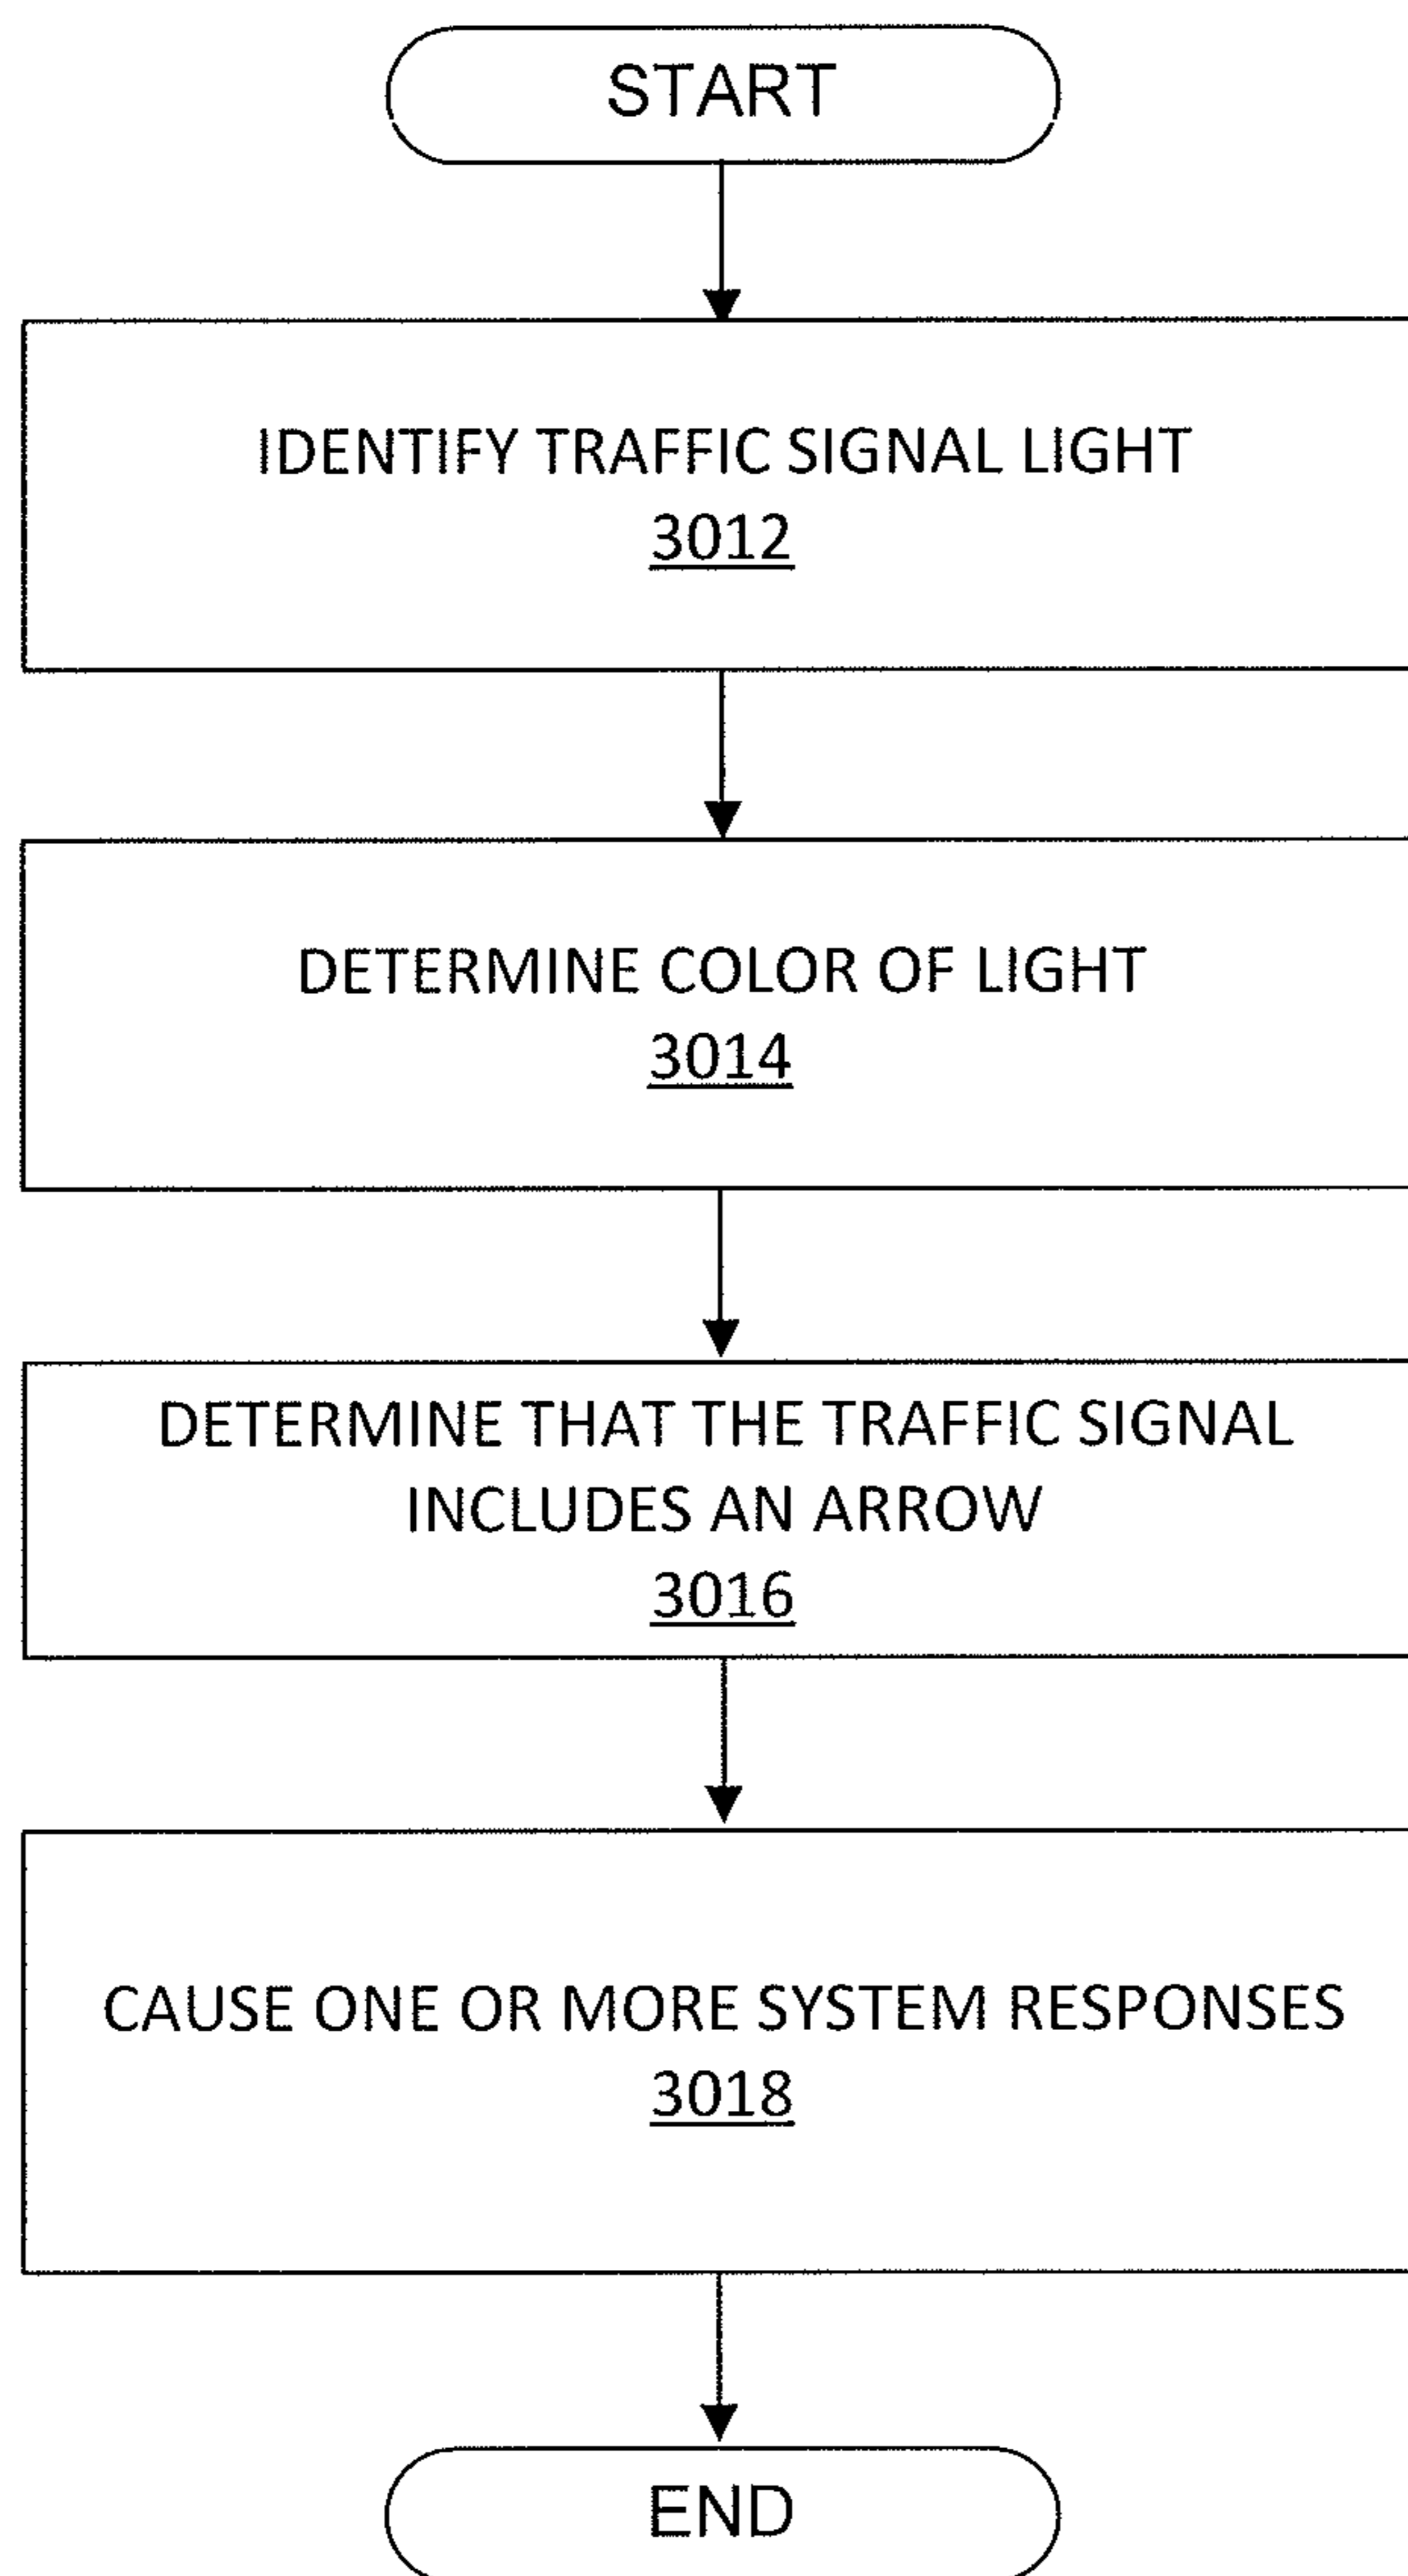 START
IDENTIFY TRAFFIC SIGNAL LIGHT
3012
DETERMINE COLOR OF LIGHT
3014
DETERMINE THAT THE TRAFFIC SIGNAL
INCLUDES AN ARROW
3016
CAUSE ONE OR MORE SYSTEM RESPONSES
3018
END